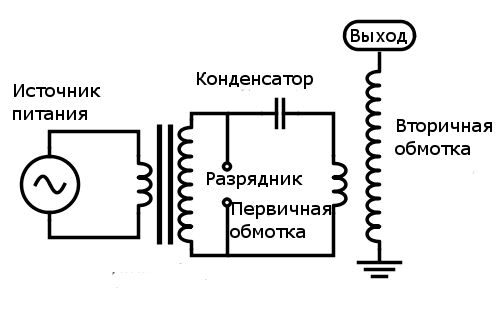 Выход
Конденсатор
Источник
питания
Вторичная
обмотка
Разрядник
Первичная
обмотка